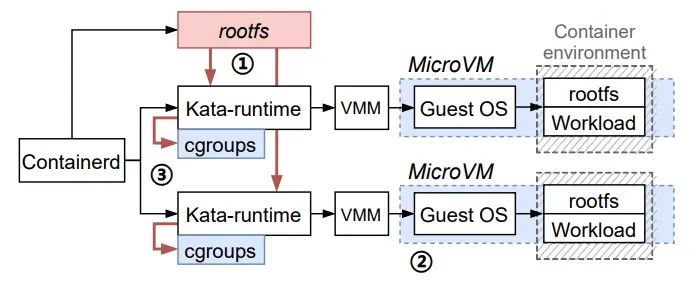 rootfs
Container
environment
①
MicroVM
Kata-runtime
VMM
Guest OS
rootfs
Workload
cgroups
Containerd
③
MicroVM
Kata-runtime
VMM
Guest OS
rootfs
Workload
cgroups
②